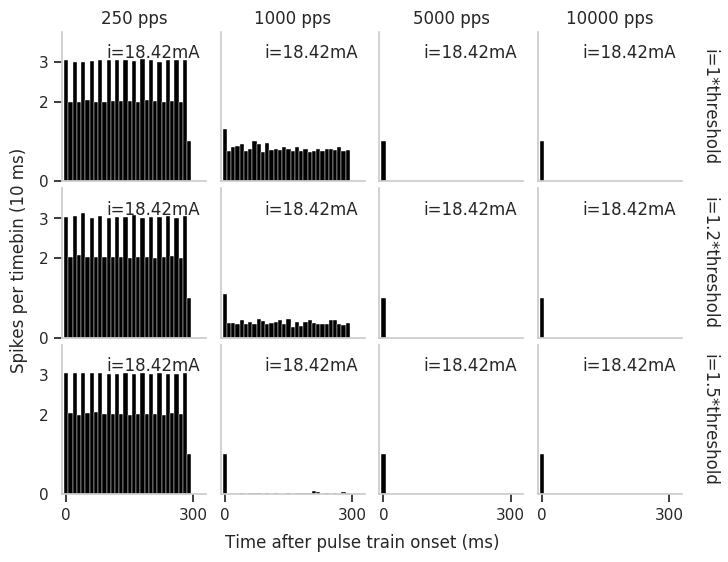 250 pps
1000 pps
5000 pps
10000 pps
i=18.42mA
i=18.42mA
i=18.42mA
i=18.42mA
i=1*threshold
3
2
0
i=18.42mA
i=18.42mA
i=18.42mA
i=18.42mA
i=1.2*threshold
3
2
0
i=18.42mA
i=18.42mA
i=18.42mA
i=18.42mA
i=1.5*threshold
3
2
0
Spikes per timebin (10 ms)
0
300
0
300
0
300
0
300
Time after pulse train onset (ms)